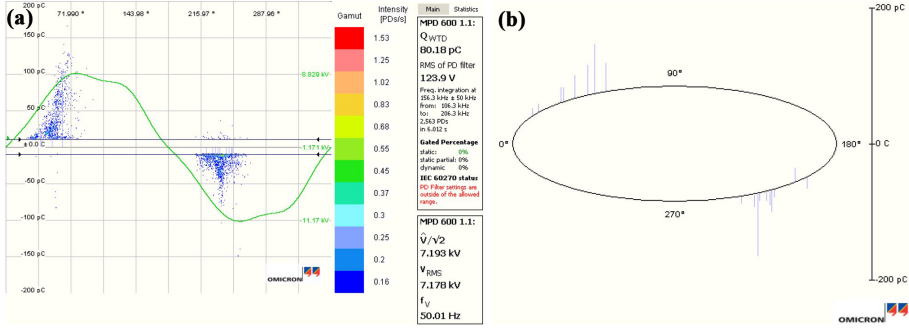 (a)
200 pC
71.990
143.98
215.97
287.98
150 pC
100 pC
50 pC
± 0.0 C
-50 pC
-100 pC
-150 pC
-200 pC
8.829 kV
-1.171 kV
-11.17 kV
OMICRON
Gamut
Intensity
[PDs/s]
1.53
1.25
1.02
0.83
0.68
0.55
0.45
0.37
0.3
0.25
0.2
0.16
Main Statistics
MPD 600 1.1:
Q WTD
80.18 pC
RMS of PD filter
123.9 V
Freq. integration at
156.3 kHz ± 50 kHz
from: 106.3 kHz
to: 206.3 kHz
2,563 PDs
in 6.012 s
Gated Percentage
static: 0%
static partial: 0%
dynamic 0%
IEC 60270 status
PD Filter settings are
outside of the allowed
range.
MPD 600 1.1:
V̂/√2
7.193 kV
V RMS
7.178 kV
f V
50.01 Hz
(b)
200 pC
90°
0°
180°
0 C
270°
-200 pC
OMICRON